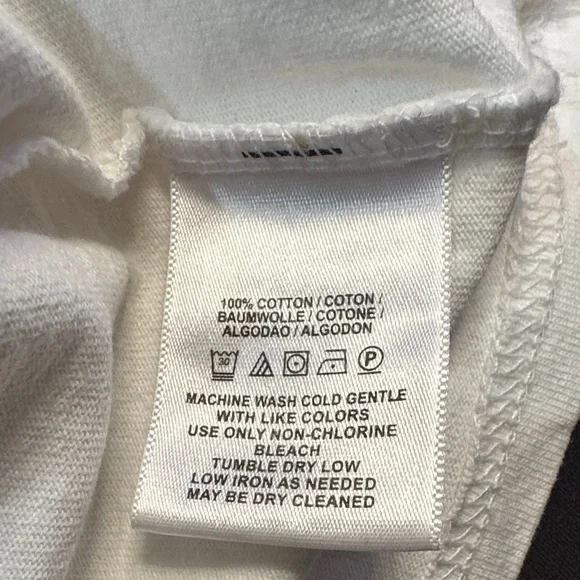 100% COTTON / COTON /
BAUMWOLLE / COTONE /
ALGODAO / ALGODON
30 P
MACHINE WASH COLD GENTLE
WITH LIKE COLORS
USE ONLY NON-CHLORINE
BLEACH
TUMBLE DRY LOW
LOW IRON AS NEEDED
MAY BE DRY CLEANED